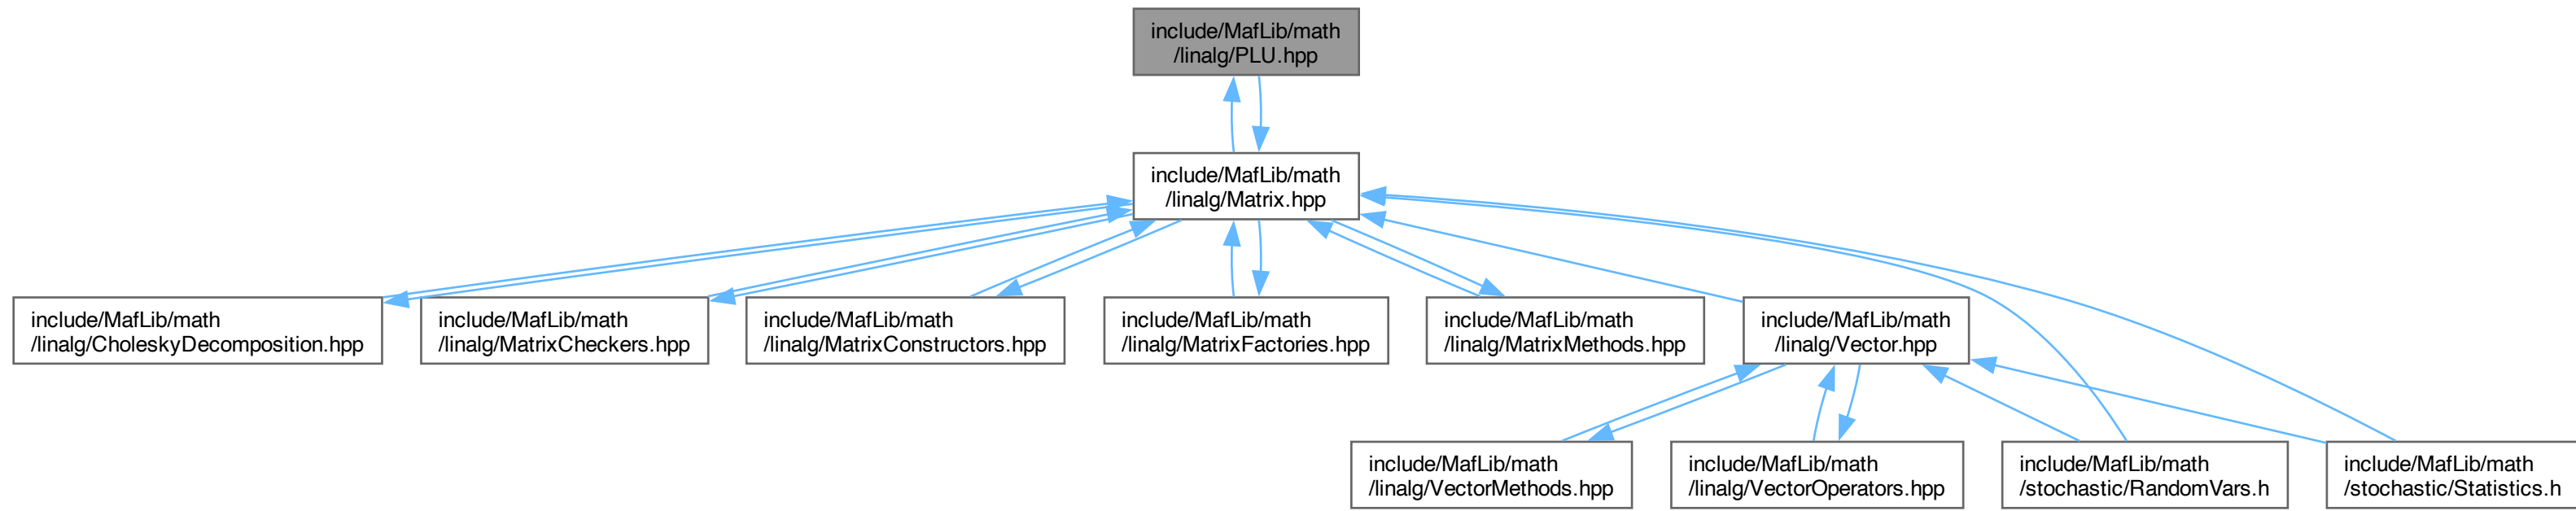 include/MafLib/math
/linalg/PLU.hpp
include/MafLib/math
/linalg/Matrix.hpp
include/MafLib/math
/linalg/CholeskyDecomposition.hpp
include/MafLib/math
/linalg/MatrixCheckers.hpp
include/MafLib/math
/linalg/MatrixConstructors.hpp
include/MafLib/math
/linalg/MatrixFactories.hpp
include/MafLib/math
/linalg/MatrixMethods.hpp
include/MafLib/math
/linalg/Vector.hpp
include/MafLib/math
/linalg/VectorMethods.hpp
include/MafLib/math
/linalg/VectorOperators.hpp
include/MafLib/math
/stochastic/RandomVars.h
include/MafLib/math
/stochastic/Statistics.h